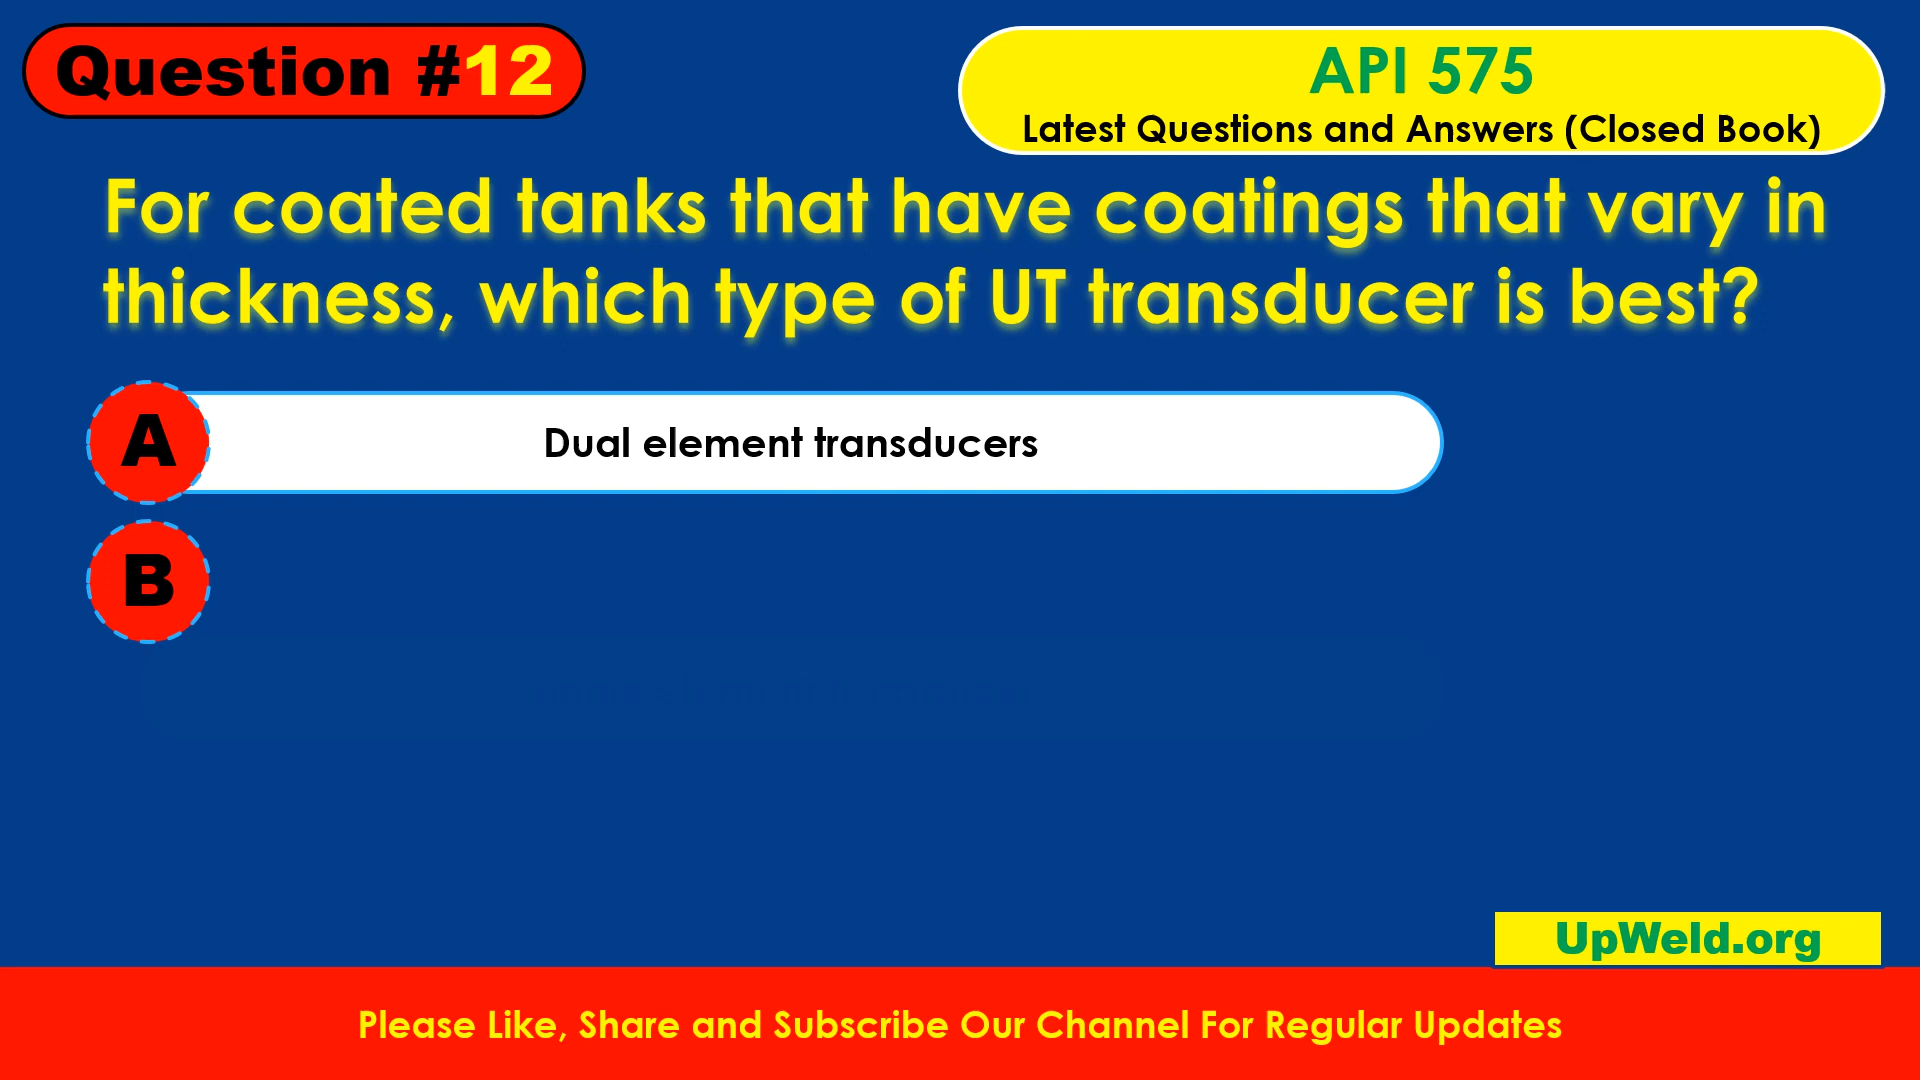 Question #12
API 575
Latest Questions and Answers (Closed Book)
For coated tanks that have coatings that vary in
thickness, which type of UT transducer is best?
A
Dual element transducers
B
UpWeld.org
Please Like, Share and Subscribe Our Channel For Regular Updates